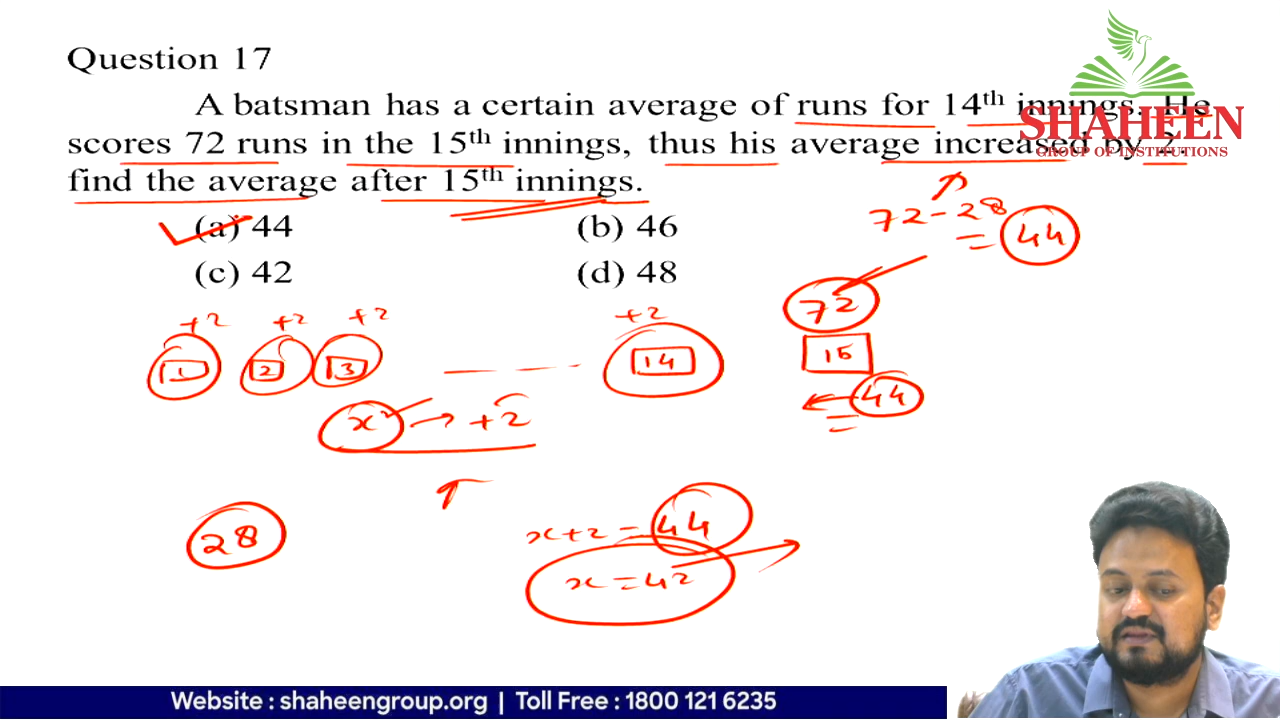 Question 17
A batsman has a certain average of runs for 14th innings. He
scores 72 runs in the 15th innings, thus his average increased by 2.
find the average after 15th innings.
(a) 44
(b) 46
(c) 42
(d) 48
SHAHEEN
GROUP OF INSTITUTIONS
72-28
= 44
+2 +2 +2 +2
72
1 2 3 14 15
44
x → +2
28
x+2=44
x=42
Website : shaheengroup.org | Toll Free : 1800 121 6235